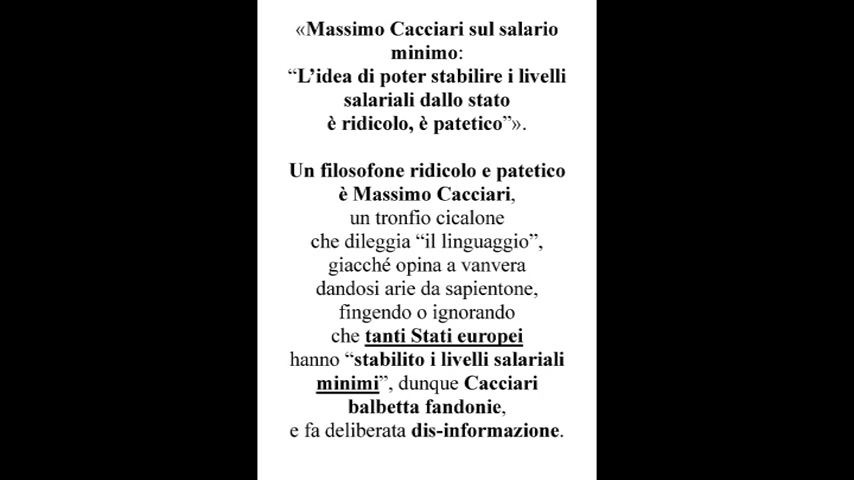 «Massimo Cacciari sul salario
minimo:
“L’idea di poter stabilire i livelli
salariali dallo stato
è ridicolo, è patetico”».
Un filosofone ridicolo e patetico
è Massimo Cacciari,
un tronfio cicalone
che dileggia “il linguaggio”,
giacché opina a vanvera
dandosi arie da sapientone,
fingendo o ignorando
che tanti Stati europei
hanno “stabilito i livelli salariali
minimi”, dunque Cacciari
balbetta fandonie,
e fa deliberata dis-informazione.